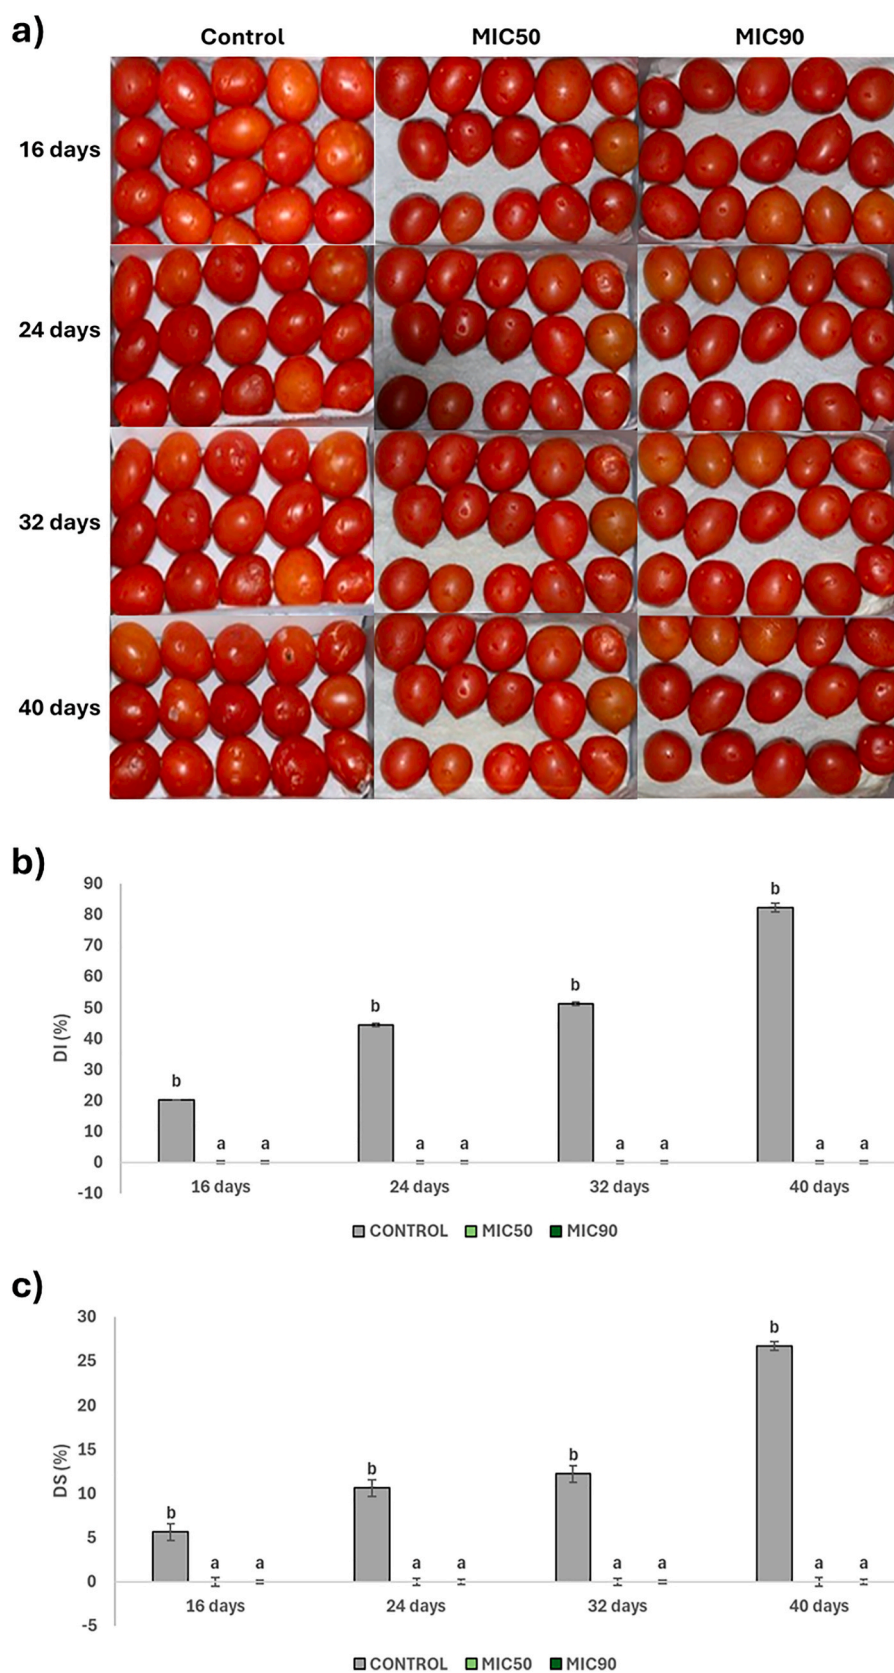 a)
Control MIC50 MIC90
16 days
24 days
32 days
40 days
b)
DI (%)
90
80
70
60
50
40
30
20
10
0
-10
b
b
b
b
a a a a a a a a
16 days 24 days 32 days 40 days
CONTROL MIC50 MIC90
c)
DS (%)
30
25
20
15
10
5
0
-5
b
b
b
b
a a a a a a a a
16 days 24 days 32 days 40 days
CONTROL MIC50 MIC90